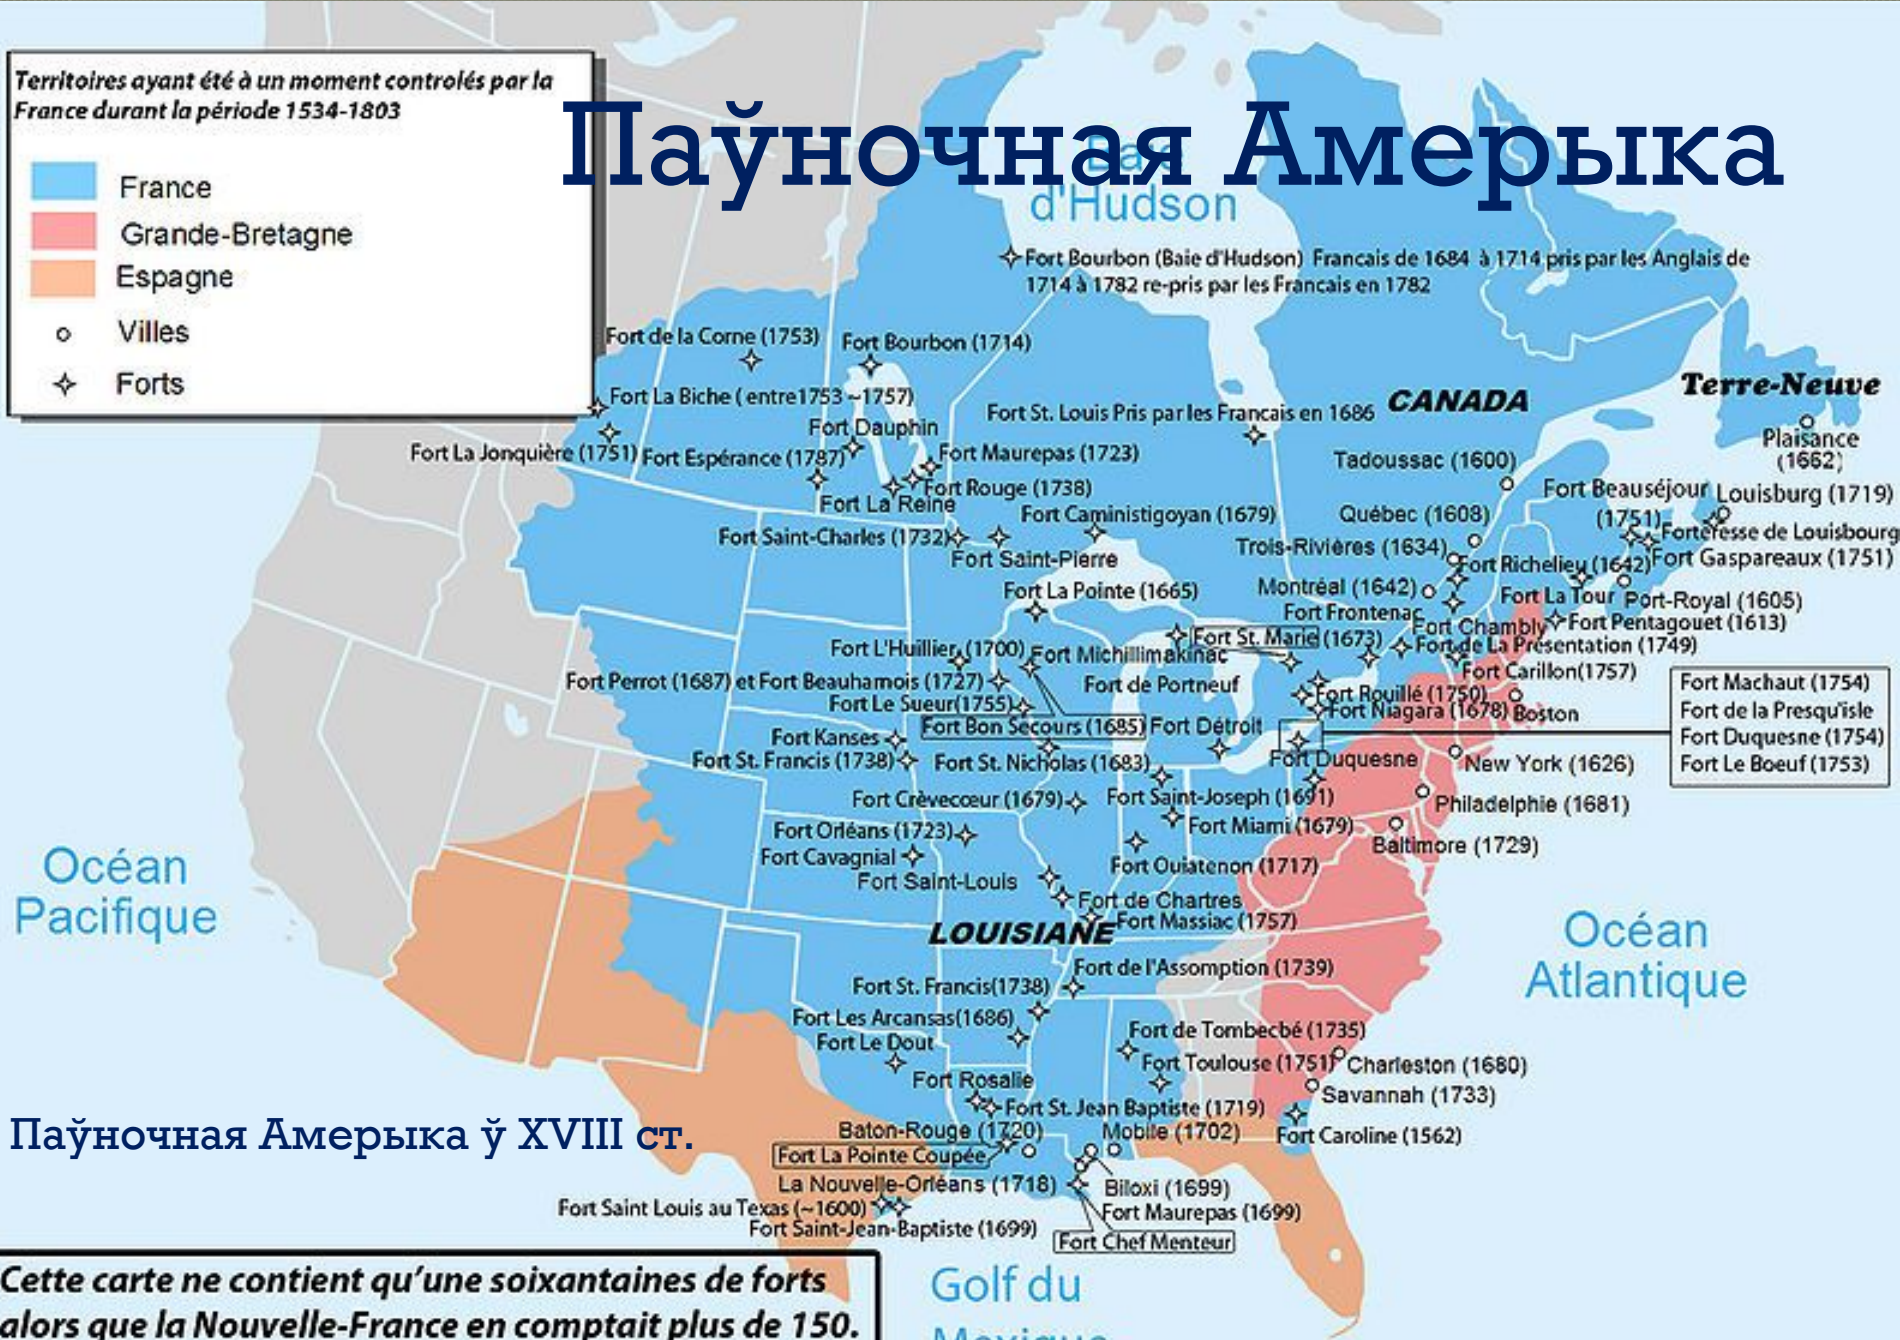 Territoires ayant été à un moment controlés par la
France durant la période 1534-1803
France
Grande-Bretagne
Espagne
Villes
Forts
Паўночная Амерыка
Baie
d'Hudson
Fort Bourbon (Baie d'Hudson) Francais de 1684 à 1714 pris par les Anglais de
1714 à 1782 re-pris par les Francais en 1782
Fort de la Corne (1753)
Fort Bourbon (1714)
Fort La Biche ( entre1753 ~1757)
Fort St. Louis Pris par les Francais en 1686
CANADA
Terre-Neuve
Fort Dauphin
Plaisance
(1662)
Fort La Jonquière (1751)
Fort Espérance (1787)
Fort Maurepas (1723)
Tadoussac (1600)
Fort Rouge (1738)
Fort La Reine
Fort Beauséjour
(1751)
Louisburg (1719)
Fort Caministigoyan (1679)
Québec (1608)
Forteresse de Louisbourg
Fort Saint-Charles (1732)
Fort Saint-Pierre
Trois-Rivières (1634)
Fort Richelieu (1642)
Fort Gaspareaux (1751)
Fort La Pointe (1665)
Montréal (1642)
Fort La Tour
Port-Royal (1605)
Fort Frontenac
Fort Chambly
Fort Pentagouet (1613)
Fort St. Marie (1673)
Fort de La Présentation (1749)
Fort L'Huillier (1700)
Fort Michillimakinac
Fort Carillon(1757)
Fort Perrot (1687) et Fort Beauharnois (1727)
Fort de Portneuf
Fort Rouillé (1750)
Fort Le Sueur(1755)
Fort Niagara (1678)
Boston
Fort Machaut (1754)
Fort de la Presqu'isle
Fort Duquesne (1754)
Fort Le Boeuf (1753)
Fort Bon Secours (1685)
Fort Détroit
Fort Kanses
Fort St. Francis (1738)
Fort St. Nicholas (1683)
Fort Duquesne
New York (1626)
Fort Crèvecœur (1679)
Fort Saint-Joseph (1691)
Philadelphie (1681)
Fort Orléans (1723)
Fort Miami (1679)
Baltimore (1729)
Fort Cavagnial
Fort Ouiatenon (1717)
Fort Saint-Louis
Fort de Chartres
Fort Massiac (1757)
LOUISIANE
Océan
Pacifique
Océan
Atlantique
Fort de l'Assomption (1739)
Fort St. Francis(1738)
Fort Les Arcansas(1686)
Fort de Tombecbé (1735)
Fort Le Dout
Fort Toulouse (1751)
Charleston (1680)
Fort Rosalie
Savannah (1733)
Fort St. Jean Baptiste (1719)
Паўночная Амерыка ў XVIII ст.
Baton-Rouge (1720)
Mobile (1702)
Fort Caroline (1562)
Fort La Pointe Coupée
La Nouvelle-Orléans (1718)
Biloxi (1699)
Fort Saint Louis au Texas (~1600)
Fort Maurepas (1699)
Fort Saint-Jean-Baptiste (1699)
Fort Chef Menteur
Cette carte ne contient qu'une soixantaines de forts
alors que la Nouvelle-France en comptait plus de 150.
Golf du
Mexique